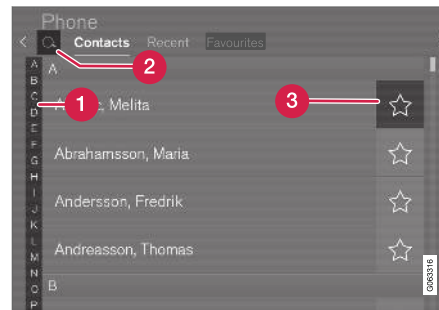 Phone
Contacts Recent Favourites
2
A
1
, Melita
3
Abrahamsson, Maria
Andersson, Fredrik
Andreasson, Thomas
B
A
B
C
D
E
F
G
H
I
J
K
L
M
N
O
P
G063316